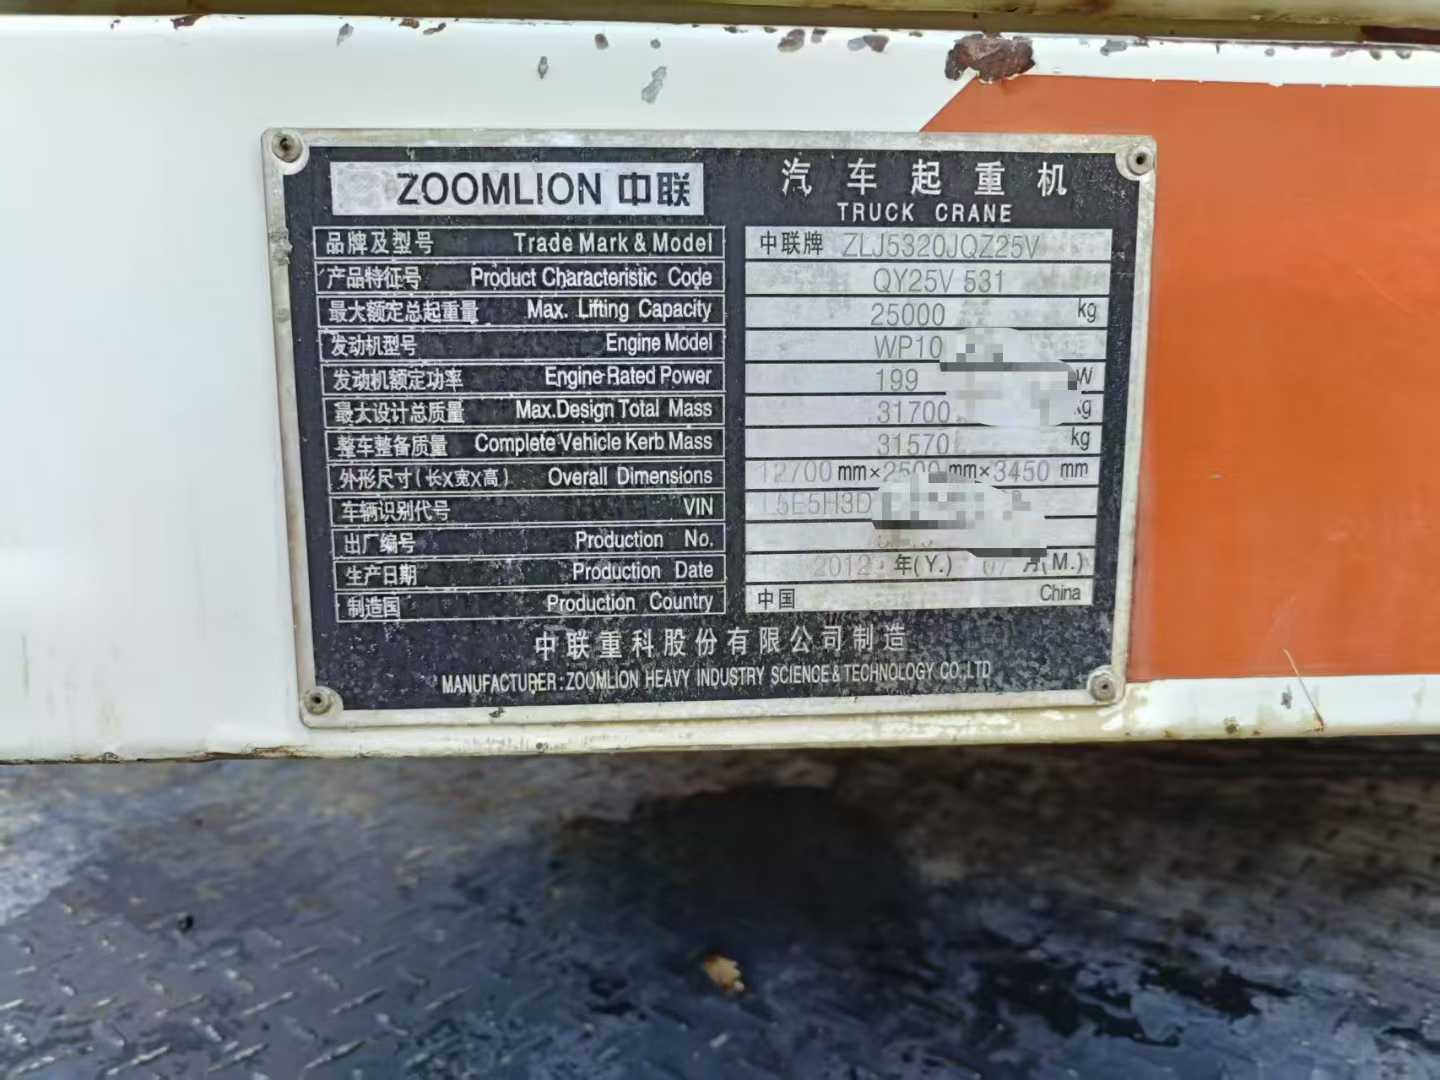 ZOOMLION 中联
汽车起重机
TRUCK CRANE
品牌及型号 Trade Mark & Model 中联牌 ZLJ5320JQZ25V
产品特征号 Product Characteristic Code QY25V 531
最大额定总起重量 Max. Lifting Capacity 25000 kg
发动机型号 Engine Model WP10
发动机额定功率 Engine Rated Power 199 W
最大设计总质量 Max.Design Total Mass 31700 kg
整车整备质量 Complete Vehicle Kerb Mass 31570 kg
外形尺寸(长X宽X高) Overall Dimensions 12700 mm×2500 mm×3450 mm
车辆识别代号 VIN L5E5H3D
出厂编号 Production No.
生产日期 Production Date 2012 年(Y.) 07 月(M.)
制造国 Production Country 中国 China
中联重科股份有限公司制造
MANUFACTURER:ZOOMLION HEAVY INDUSTRY SCIENCE&TECHNOLOGY CO.,LTD